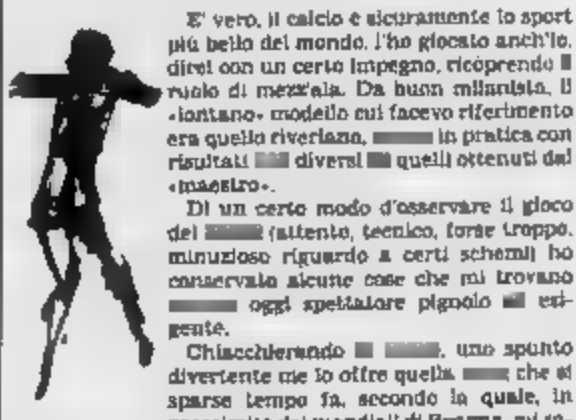 E' vero, il calcio è sicuramente lo sport
più bello del mondo, l'ho giocato anch'io,
direi con un certo impegno, ricoprendo
ruolo di mezz'ala. Da buon milanista, il
«lontano» modello cui facevo riferimento
era quello riveriano, in pratica con
risultati diversi quelli ottenuti dal
«maestro».
Di un certo modo d'osservare il gioco
del (attento, tecnico, forse troppo,
minuzioso riguardo a certi schemi) ho
conservato alcune cose che mi trovano
oggi spettatore pignolo esi-
gente.
Chiacchierando uno spunto
divertente me lo offre quella che si
sparse tempo fa, secondo la quale, in